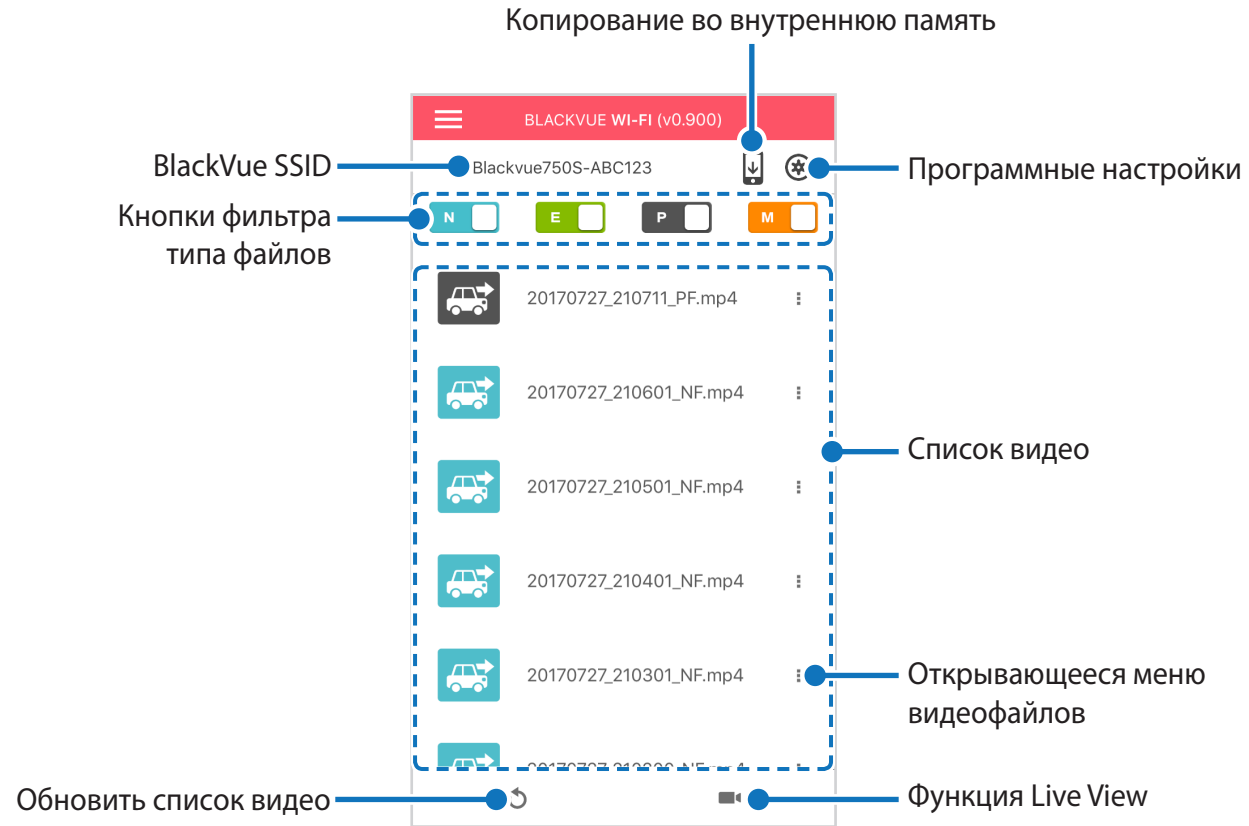 Копирование во внутреннюю память
BLACKVUE WI-FI (v0.900)
BlackVue SSID
Blackvue750S-ABC123
Программные настройки
Кнопки фильтра
типа файлов
N E P M
20170727_210711_PF.mp4
20170727_210601_NF.mp4
Список видео
20170727_210501_NF.mp4
20170727_210401_NF.mp4
20170727_210301_NF.mp4
Открывающееся меню
видеофайлов
Обновить список видео
Функция Live View